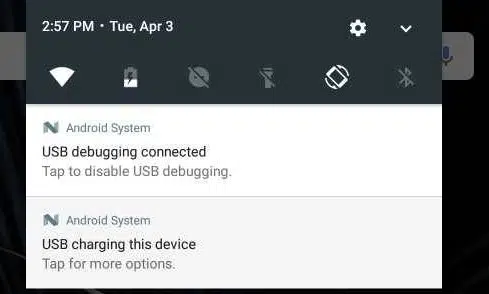 2:57 PM • Tue, Apr 3
Android System
USB debugging connected
Tap to disable USB debugging.
Android System
USB charging this device
Tap for more options.